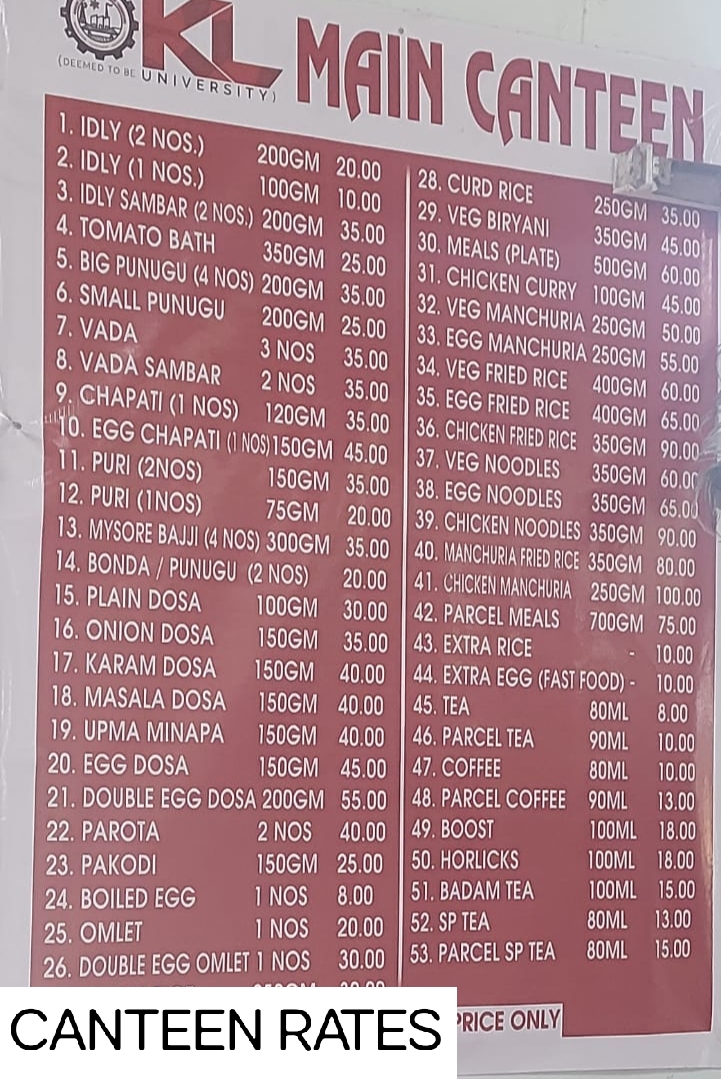 KL MAIN CANTEEN
(DEEMED TO BE UNIVERSITY)
1. IDLY (2 NOS.) 200GM 20.00
2. IDLY (1 NOS.) 100GM 10.00
3. IDLY SAMBAR (2 NOS.) 200GM 35.00
4. TOMATO BATH 350GM 25.00
5. BIG PUNUGU (4 NOS) 200GM 35.00
6. SMALL PUNUGU 200GM 25.00
7. VADA 3 NOS 35.00
8. VADA SAMBAR 2 NOS 35.00
9. CHAPATI (1 NOS) 120GM 35.00
10. EGG CHAPATI (1 NOS) 150GM 45.00
11. PURI (2NOS) 150GM 35.00
12. PURI (1NOS) 75GM 20.00
13. MYSORE BAJJI (4 NOS) 300GM 35.00
14. BONDA / PUNUGU (2 NOS) 20.00
15. PLAIN DOSA 100GM 30.00
16. ONION DOSA 150GM 35.00
17. KARAM DOSA 150GM 40.00
18. MASALA DOSA 150GM 40.00
19. UPMA MINAPA 150GM 40.00
20. EGG DOSA 150GM 45.00
21. DOUBLE EGG DOSA 200GM 55.00
22. PAROTA 2 NOS 40.00
23. PAKODI 150GM 25.00
24. BOILED EGG 1 NOS 8.00
25. OMLET 1 NOS 20.00
26. DOUBLE EGG OMLET 1 NOS 30.00
28. CURD RICE 250GM 35.00
29. VEG BIRYANI 350GM 45.00
30. MEALS (PLATE) 500GM 60.00
31. CHICKEN CURRY 100GM 45.00
32. VEG MANCHURIA 250GM 50.00
33. EGG MANCHURIA 250GM 55.00
34. VEG FRIED RICE 400GM 60.00
35. EGG FRIED RICE 400GM 65.00
36. CHICKEN FRIED RICE 350GM 90.00
37. VEG NOODLES 350GM 60.00
38. EGG NOODLES 350GM 65.00
39. CHICKEN NOODLES 350GM 90.00
40. MANCHURIA FRIED RICE 350GM 80.00
41. CHICKEN MANCHURIA 250GM 100.00
42. PARCEL MEALS 700GM 75.00
43. EXTRA RICE - 10.00
44. EXTRA EGG (FAST FOOD) - 10.00
45. TEA 80ML 8.00
46. PARCEL TEA 90ML 10.00
47. COFFEE 80ML 10.00
48. PARCEL COFFEE 90ML 13.00
49. BOOST 100ML 18.00
50. HORLICKS 100ML 18.00
51. BADAM TEA 100ML 15.00
52. SP TEA 80ML 13.00
53. PARCEL SP TEA 80ML 15.00
PRICE ONLY
CANTEEN RATES